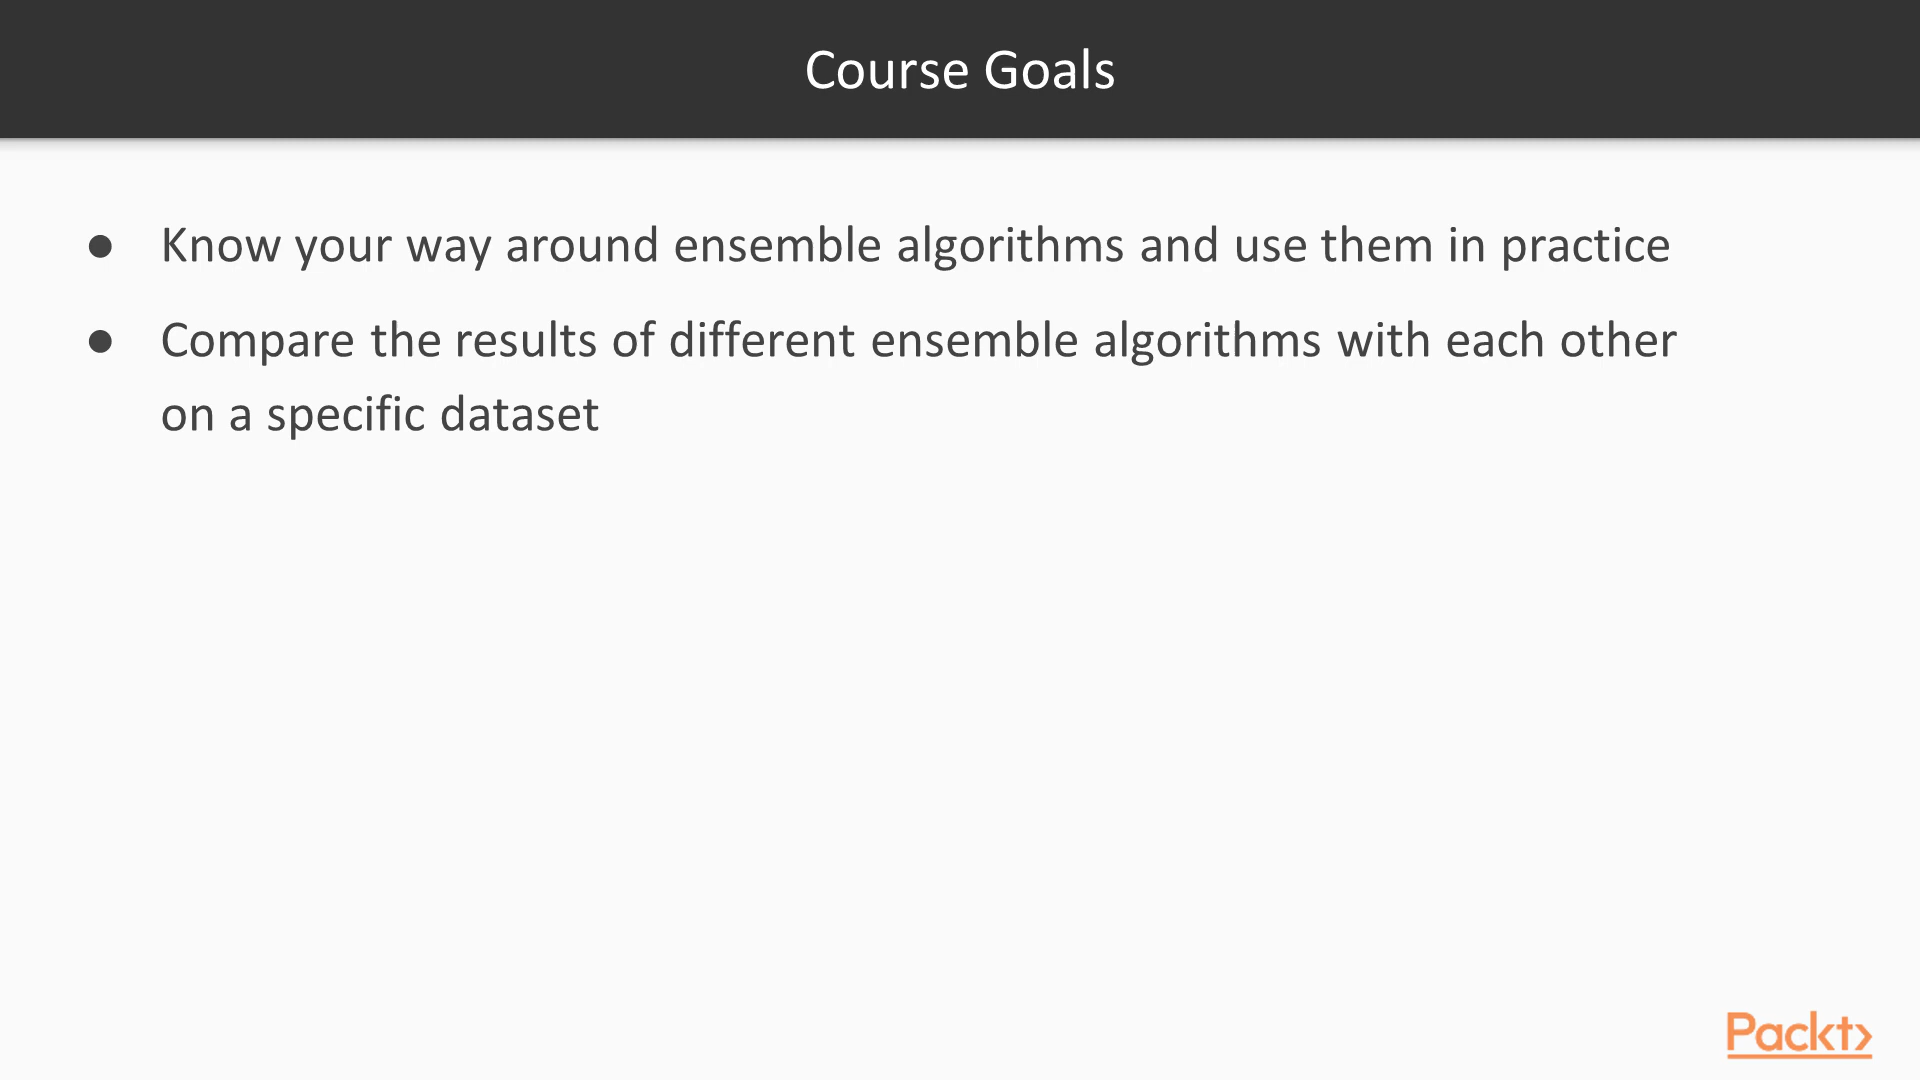 Course Goals
● Know your way around ensemble algorithms and use them in practice
● Compare the results of different ensemble algorithms with each other
on a specific dataset
Packt>